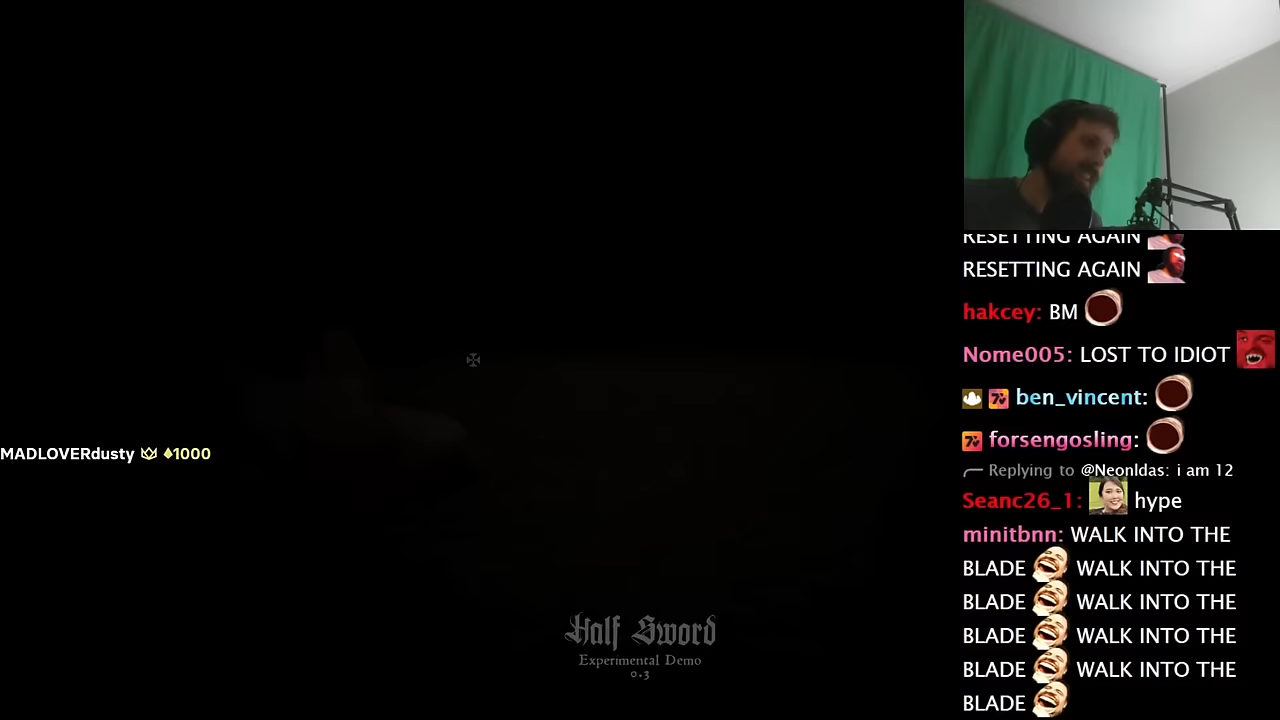 RESETTING AGAIN
RESETTING AGAIN
hakcey: BM
Nome005: LOST TO IDIOT
ben_vincent:
MADLOVERdusty 1000
forsengosling:
Replying to @Neonldas: i am 12
Seanc26_1: hype
minitbnn: WALK INTO THE
BLADE WALK INTO THE
BLADE WALK INTO THE
BLADE WALK INTO THE
BLADE WALK INTO THE
BLADE
Half Sword
Experimental Demo
0.3